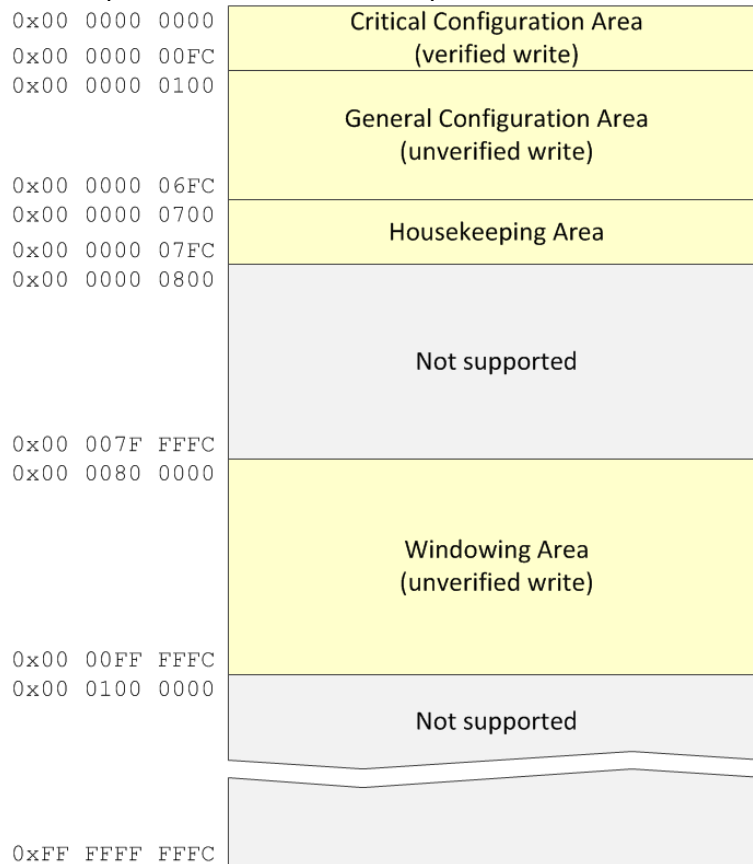 0x00 0000 0000 Critical Configuration Area
0x00 0000 00FC (verified write)
0x00 0000 0100
General Configuration Area
(unverified write)
0x00 0000 06FC
0x00 0000 0700
Housekeeping Area
0x00 0000 07FC
0x00 0000 0800
Not supported
0x00 007F FFFC
0x00 0080 0000
Windowing Area
(unverified write)
0x00 00FF FFFC
0x00 0100 0000
Not supported
0xFF FFFF FFFC